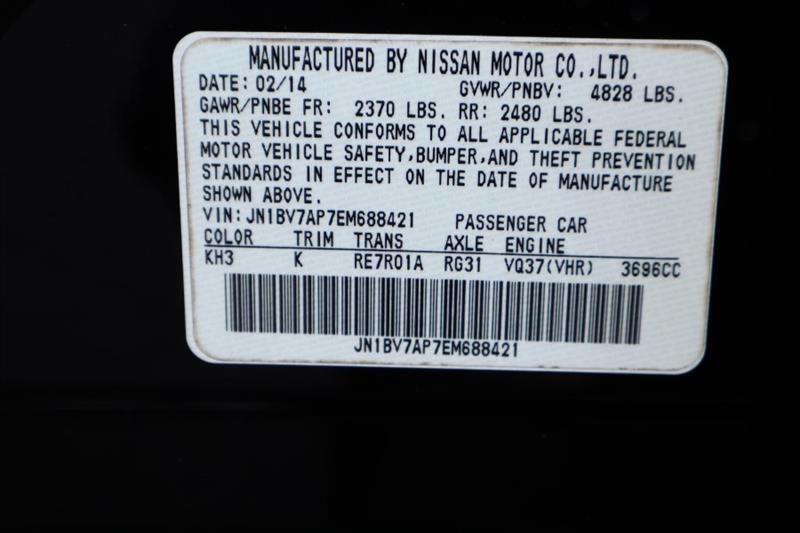 MANUFACTURED BY NISSAN MOTOR CO.,LTD.
DATE: 02/14 GVWR/PNBV: 4828 LBS.
GAWR/PNBE FR: 2370 LBS. RR: 2480 LBS.
THIS VEHICLE CONFORMS TO ALL APPLICABLE FEDERAL
MOTOR VEHICLE SAFETY,BUMPER,AND THEFT PREVENTION
STANDARDS IN EFFECT ON THE DATE OF MANUFACTURE
SHOWN ABOVE.
VIN:JN1BV7AP7EM688421 PASSENGER CAR
COLOR TRIM TRANS AXLE ENGINE
KH3 K RE7R01A RG31 VQ37(VHR) 3696CC
JN1BV7AP7EM688421